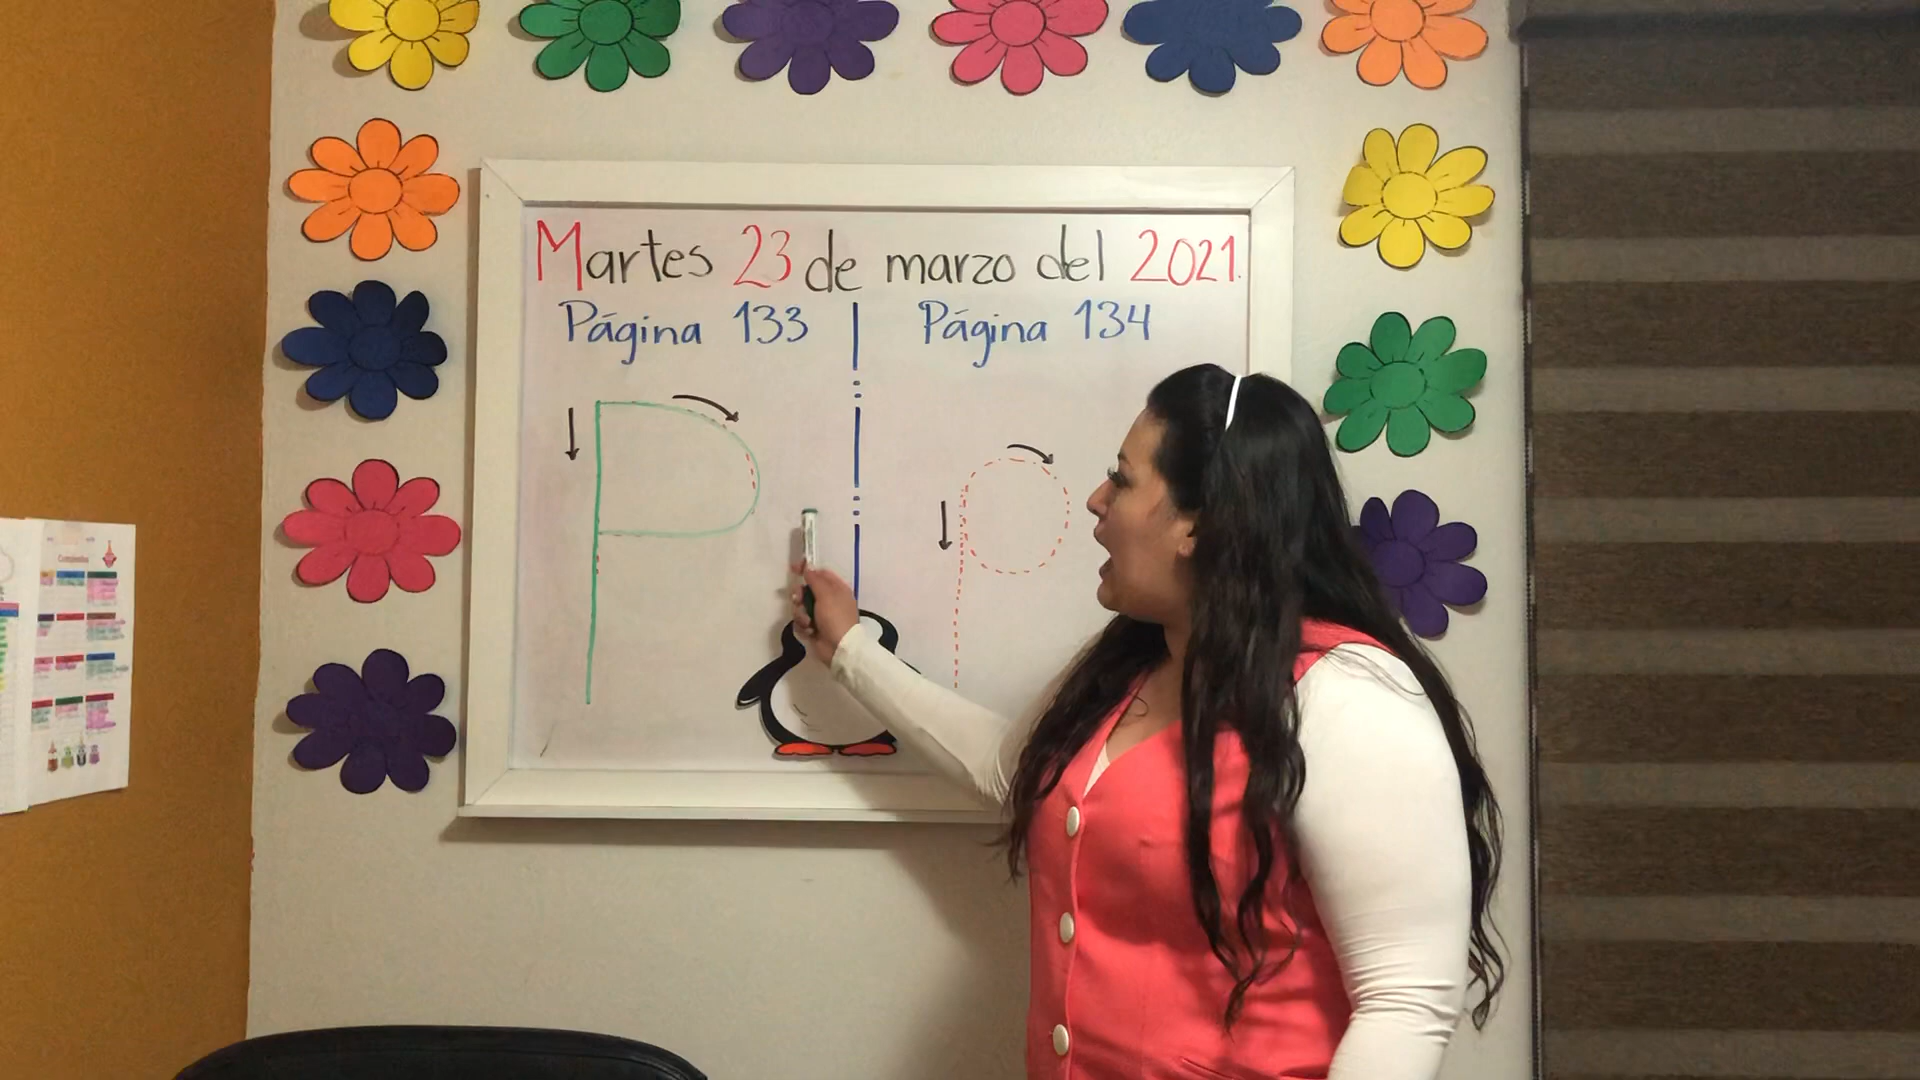 Martes 23 de marzo del 2021.
Página 133
Página 134
P
p